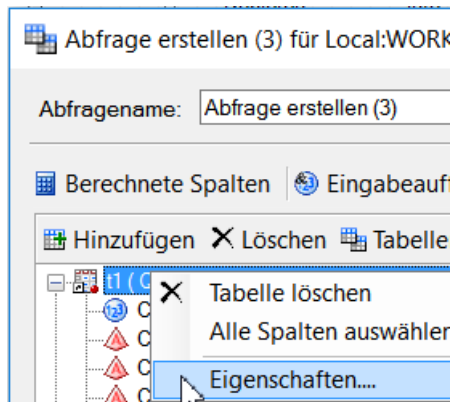 Abfrage erstellen (3) für Local:WORK
Abfragename: Abfrage erstellen (3)
Berechnete Spalten Eingabeauf
Hinzufügen Löschen Tabelle
t1 ( 
Tabelle löschen
Alle Spalten auswählen
Eigenschaften....